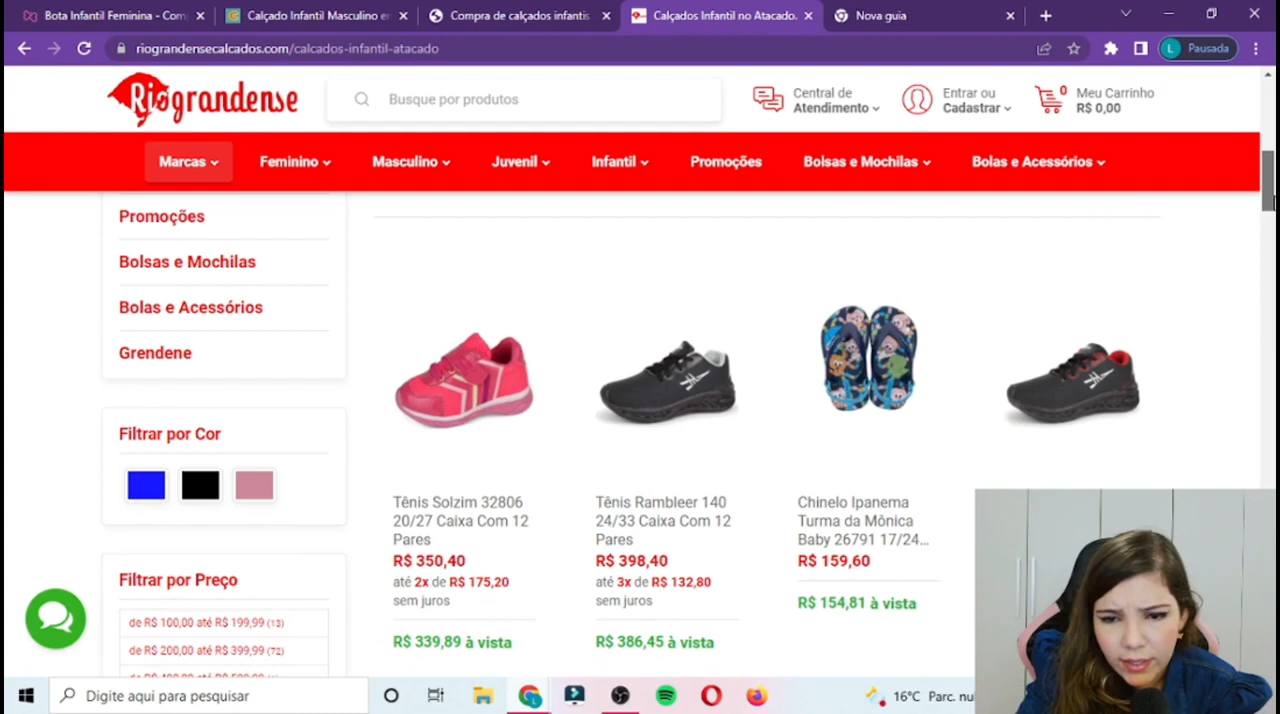 Bota Infantil Feminina - Com
Calçado Infantil Masculino e
Compra de calçados infantis
Calçados Infantil no Atacado.
Nova guia
riograndensecalcados.com/calcados-infantil-atacado
L Pausada
Riograndense
Busque por produtos
Central de
Atendimento
Entrar ou
Cadastrar
0
Meu Carrinho
R$ 0,00
Marcas Feminino Masculino Juvenil Infantil Promoções Bolsas e Mochilas Bolas e Acessórios
Promoções
Bolsas e Mochilas
Bolas e Acessórios
Grendene
Filtrar por Cor
Filtrar por Preço
de R$ 100,00 até R$ 199,99 (13)
de R$ 200,00 até R$ 399,99 (72)
Tênis Solzim 32806
20/27 Caixa Com 12
Pares
R$ 350,40
até 2x de R$ 175,20
sem juros
R$ 339,89 à vista
Tênis Rambleer 140
24/33 Caixa Com 12
Pares
R$ 398,40
até 3x de R$ 132,80
sem juros
R$ 386,45 à vista
Chinelo Ipanema
Turma da Mônica
Baby 26791 17/24...
R$ 159,60
R$ 154,81 à vista
Digite aqui para pesquisar
16°C Parc. nu